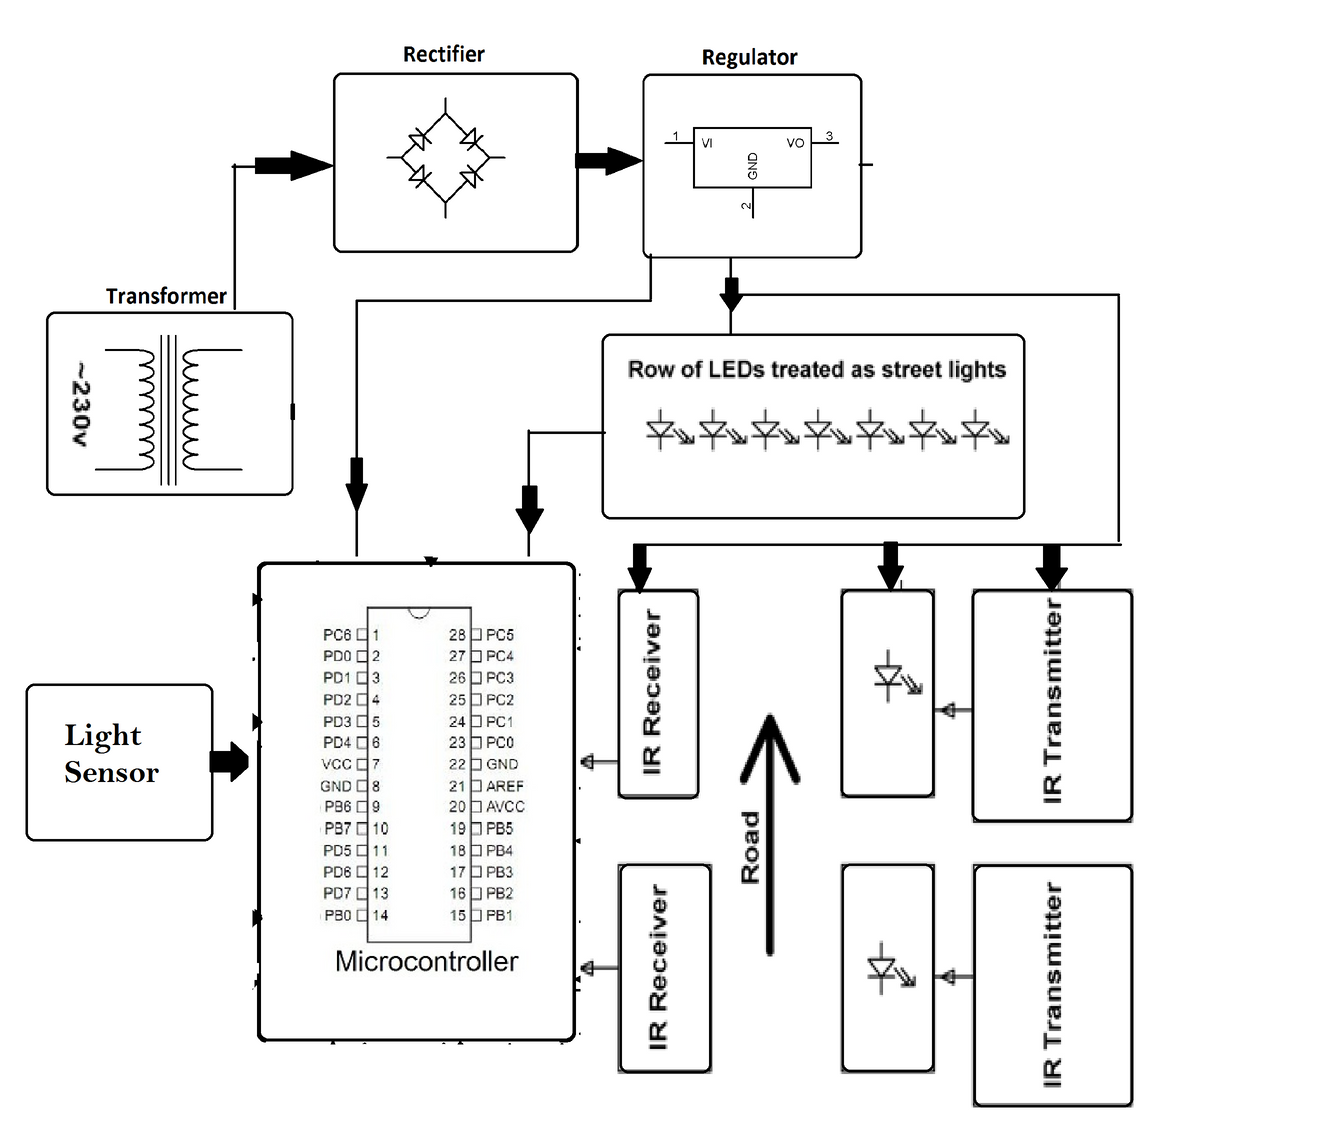 Rectifier
Regulator
1
VI
VO
3
GND
2
Transformer
~230v
Row of LEDs treated as street lights
PC6 1 28 PC5
PD0 2 27 PC4
PD1 3 26 PC3
PD2 4 25 PC2
PD3 5 24 PC1
PD4 6 23 PC0
VCC 7 22 GND
GND 8 21 AREF
PB6 9 20 AVCC
PB7 10 19 PB5
PD5 11 18 PB4
PD6 12 17 PB3
PD7 13 16 PB2
PB0 14 15 PB1
Microcontroller
Light
Sensor
IR Receiver
IR Transmitter
Road
IR Receiver
IR Transmitter